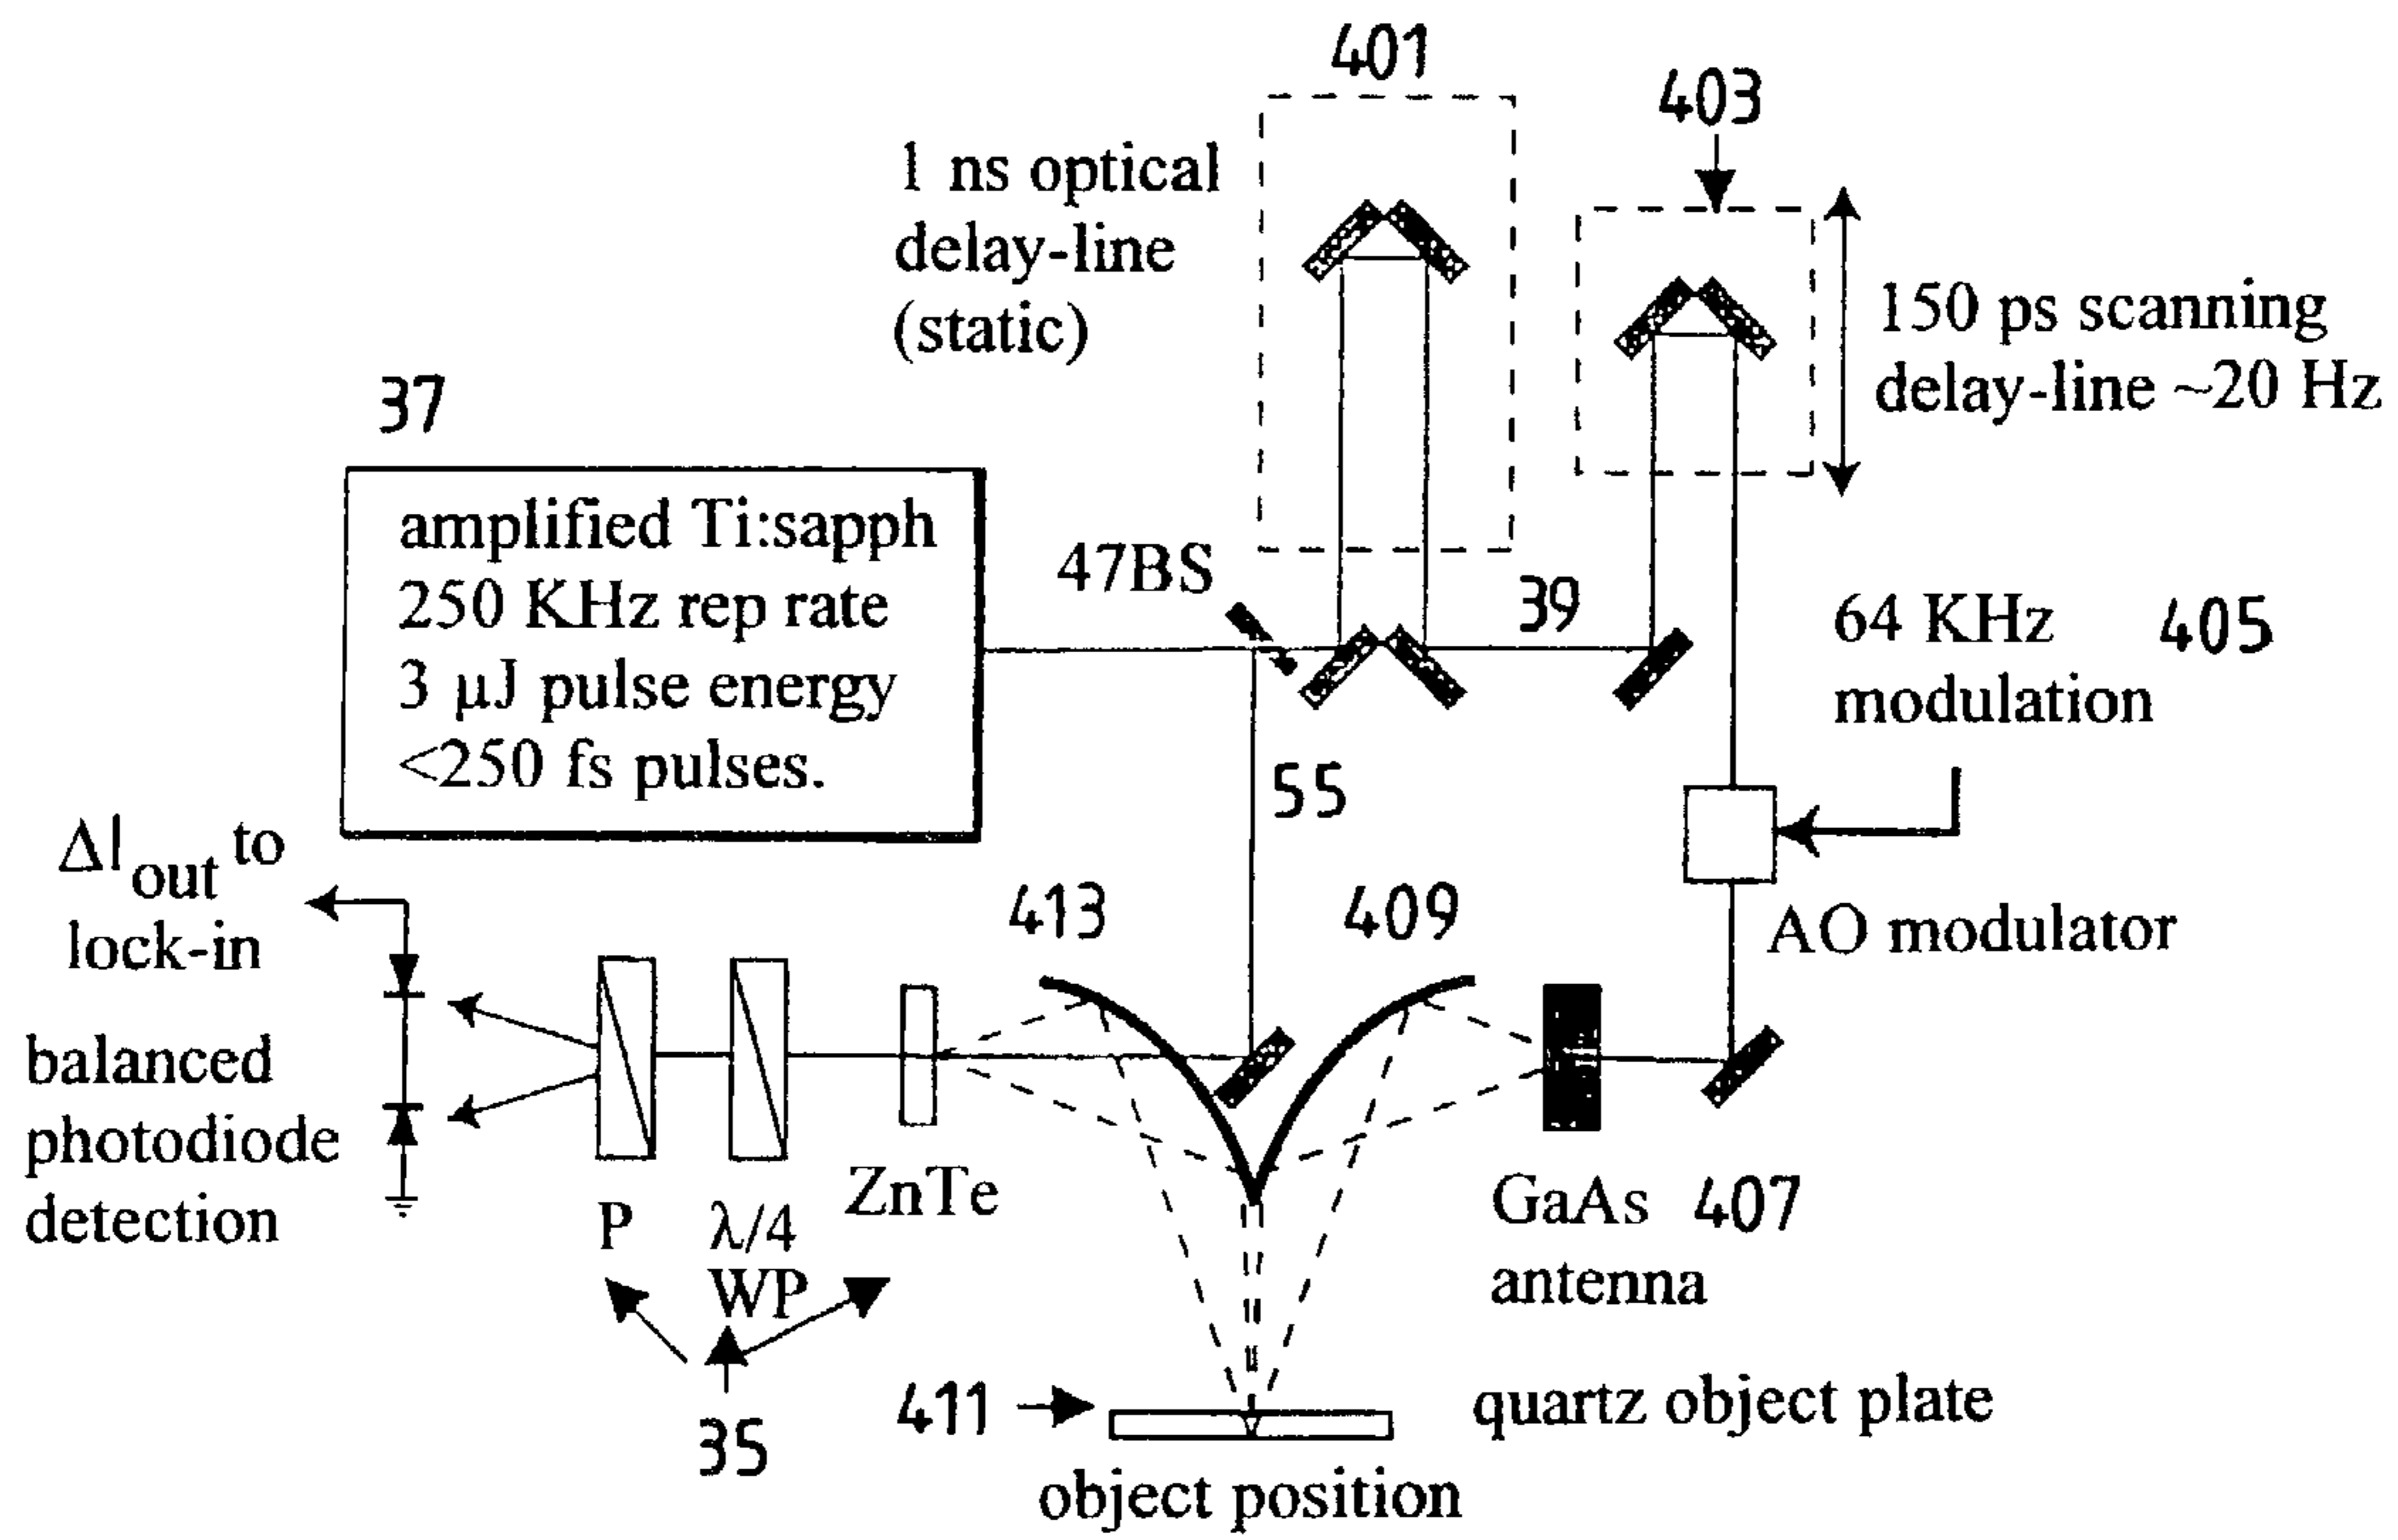 401
403
1 ns optical
delay-line
(static)
150 ps scanning
delay-line ~20 Hz
37
amplified Ti:sapph
250 KHz rep rate
3 µJ pulse energy
<250 fs pulses.
47BS
39
64 KHz
modulation
405
55
ΔI out to
lock-in
413
409
AO modulator
balanced
photodiode
detection
P
λ/4
WP
ZnTe
GaAs
antenna
407
35
411
quartz object plate
object position